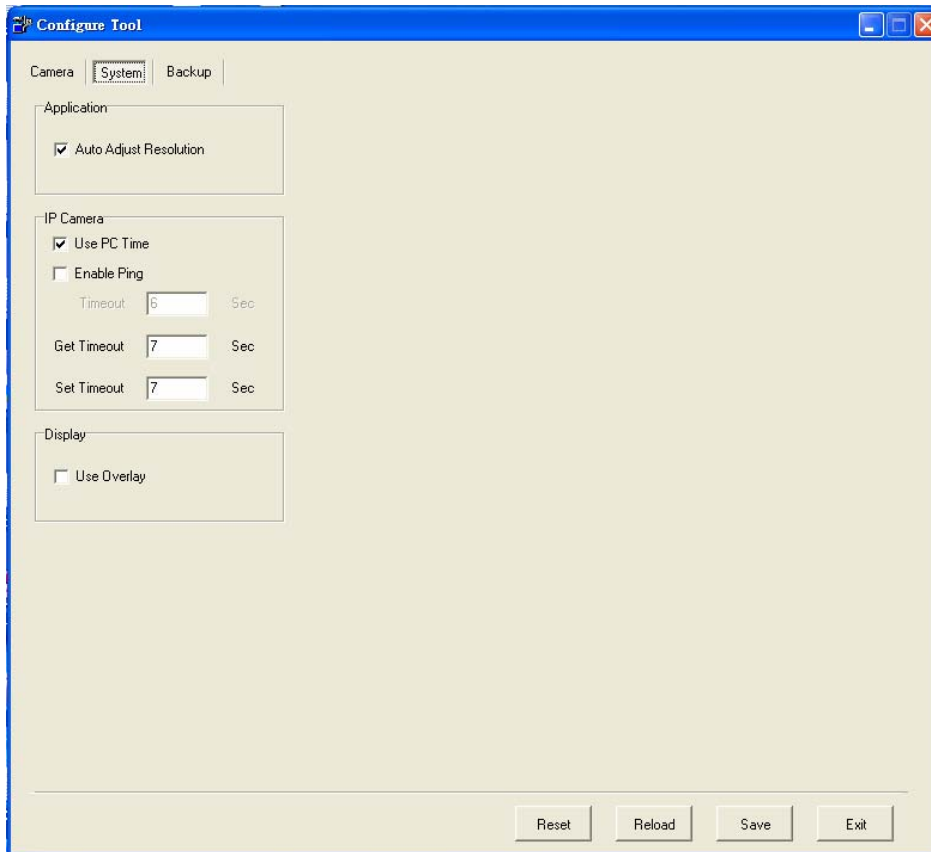 Configure Tool
Camera System Backup
Application
Auto Adjust Resolution
IP Camera
Use PC Time
Enable Ping
Timeout 6 Sec
Get Timeout 7 Sec
Set Timeout 7 Sec
Display
Use Overlay
Reset Reload Save Exit